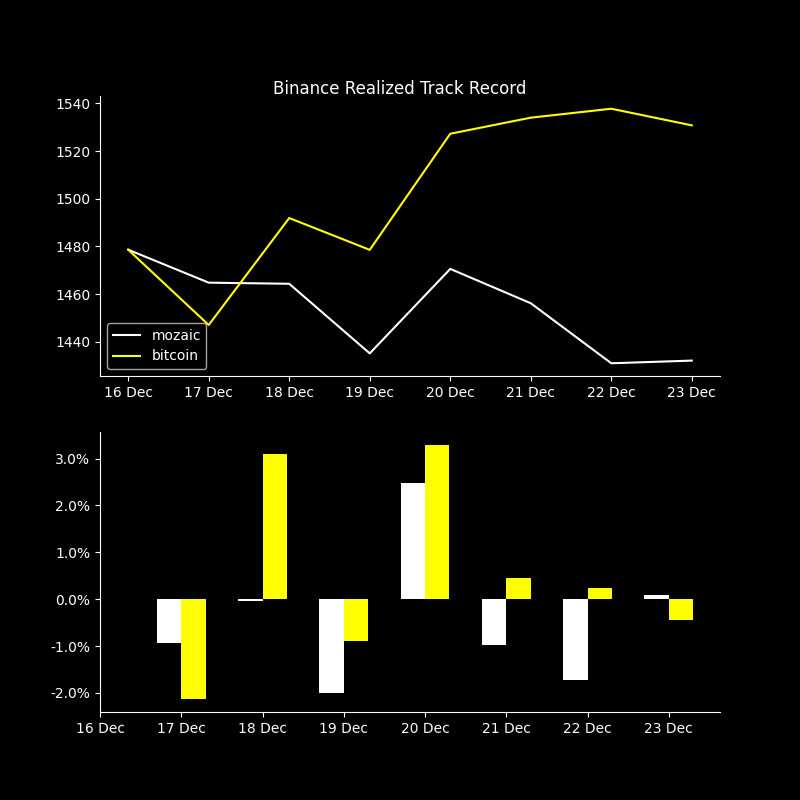 Binance Realized Track Record
1540
1520
1500
1480
1460
1440
mozaic
bitcoin
16 Dec 17 Dec 18 Dec 19 Dec 20 Dec 21 Dec 22 Dec 23 Dec
3.0%
2.0%
1.0%
0.0%
-1.0%
-2.0%
16 Dec 17 Dec 18 Dec 19 Dec 20 Dec 21 Dec 22 Dec 23 Dec